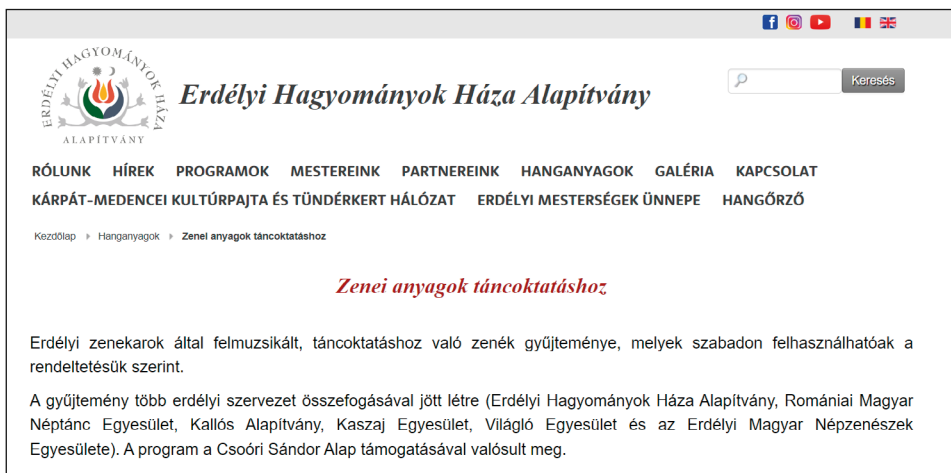 ERDÉLYI HAGYOMÁNYOK HÁZA
ALAPÍTVÁNY
Erdélyi Hagyományok Háza Alapítvány
Keresés
RÓLUNK HÍREK PROGRAMOK MESTEREINK PARTNEREINK HANGANYAGOK GALÉRIA KAPCSOLAT
KÁRPÁT-MEDENCEI KULTÚRPAJTA ÉS TÜNDÉRKERT HÁLÓZAT ERDÉLYI MESTERSÉGEK ÜNNEPE HANGŐRZŐ
Kezdőlap Hanganyagok Zenei anyagok táncoktatáshoz
Zenei anyagok táncoktatáshoz
Erdélyi zenekarok által felmuzsikált, táncoktatáshoz való zenék gyűjteménye, melyek szabadon felhasználhatóak a
rendeltetésük szerint.
A gyűjtemény több erdélyi szervezet összefogásával jött létre (Erdélyi Hagyományok Háza Alapítvány, Romániai Magyar
Néptánc Egyesület, Kallós Alapítvány, Kaszaj Egyesület, Világló Egyesület és az Erdélyi Magyar Népzenészek
Egyesülete). A program a Csoóri Sándor Alap támogatásával valósult meg.